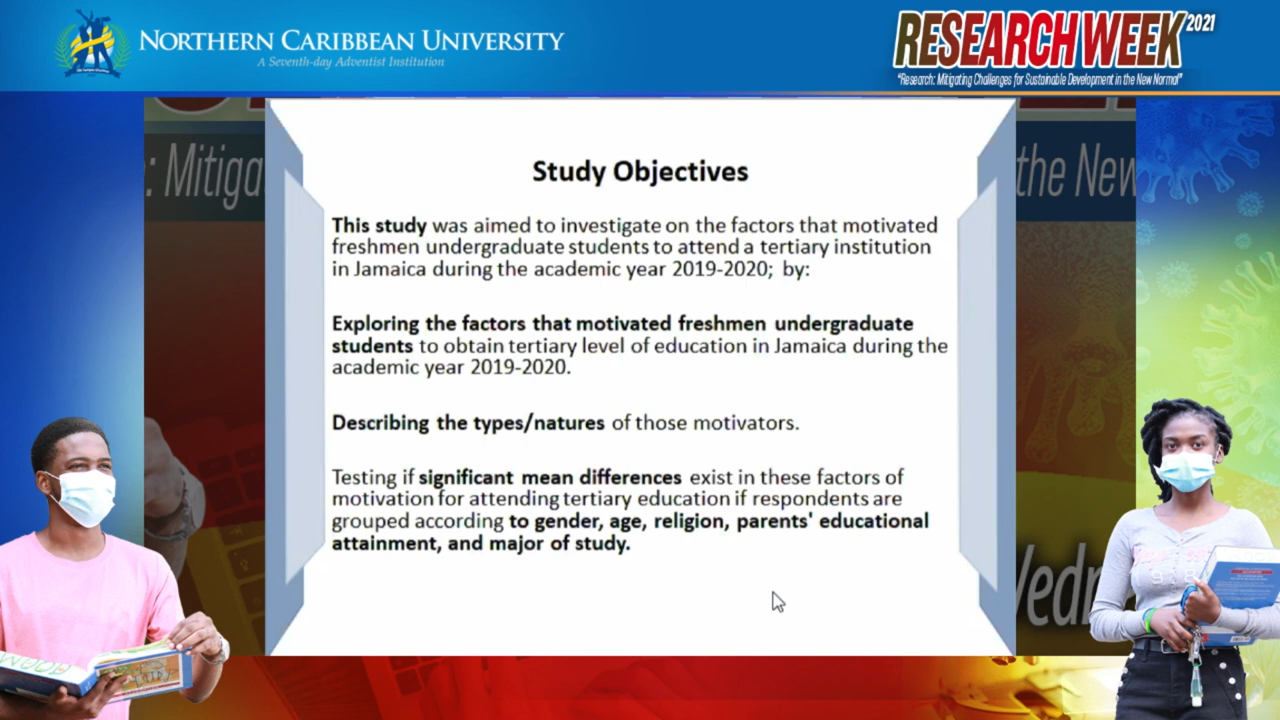 NORTHERN CARIBBEAN UNIVERSITY
A Seventh-day Adventist Institution
RESEARCH WEEK 2021
"Research: Mitigating Challenges for Sustainable Development in the New Normal"
: Mitiga
the New
Study Objectives
This study was aimed to investigate on the factors that motivated
freshmen undergraduate students to attend a tertiary institution
in Jamaica during the academic year 2019-2020; by:
Exploring the factors that motivated freshmen undergraduate
students to obtain tertiary level of education in Jamaica during the
academic year 2019-2020.
Describing the types/natures of those motivators.
Testing if significant mean differences exist in these factors of
motivation for attending tertiary education if respondents are
grouped according to gender, age, religion, parents' educational
attainment, and major of study.
Wedn